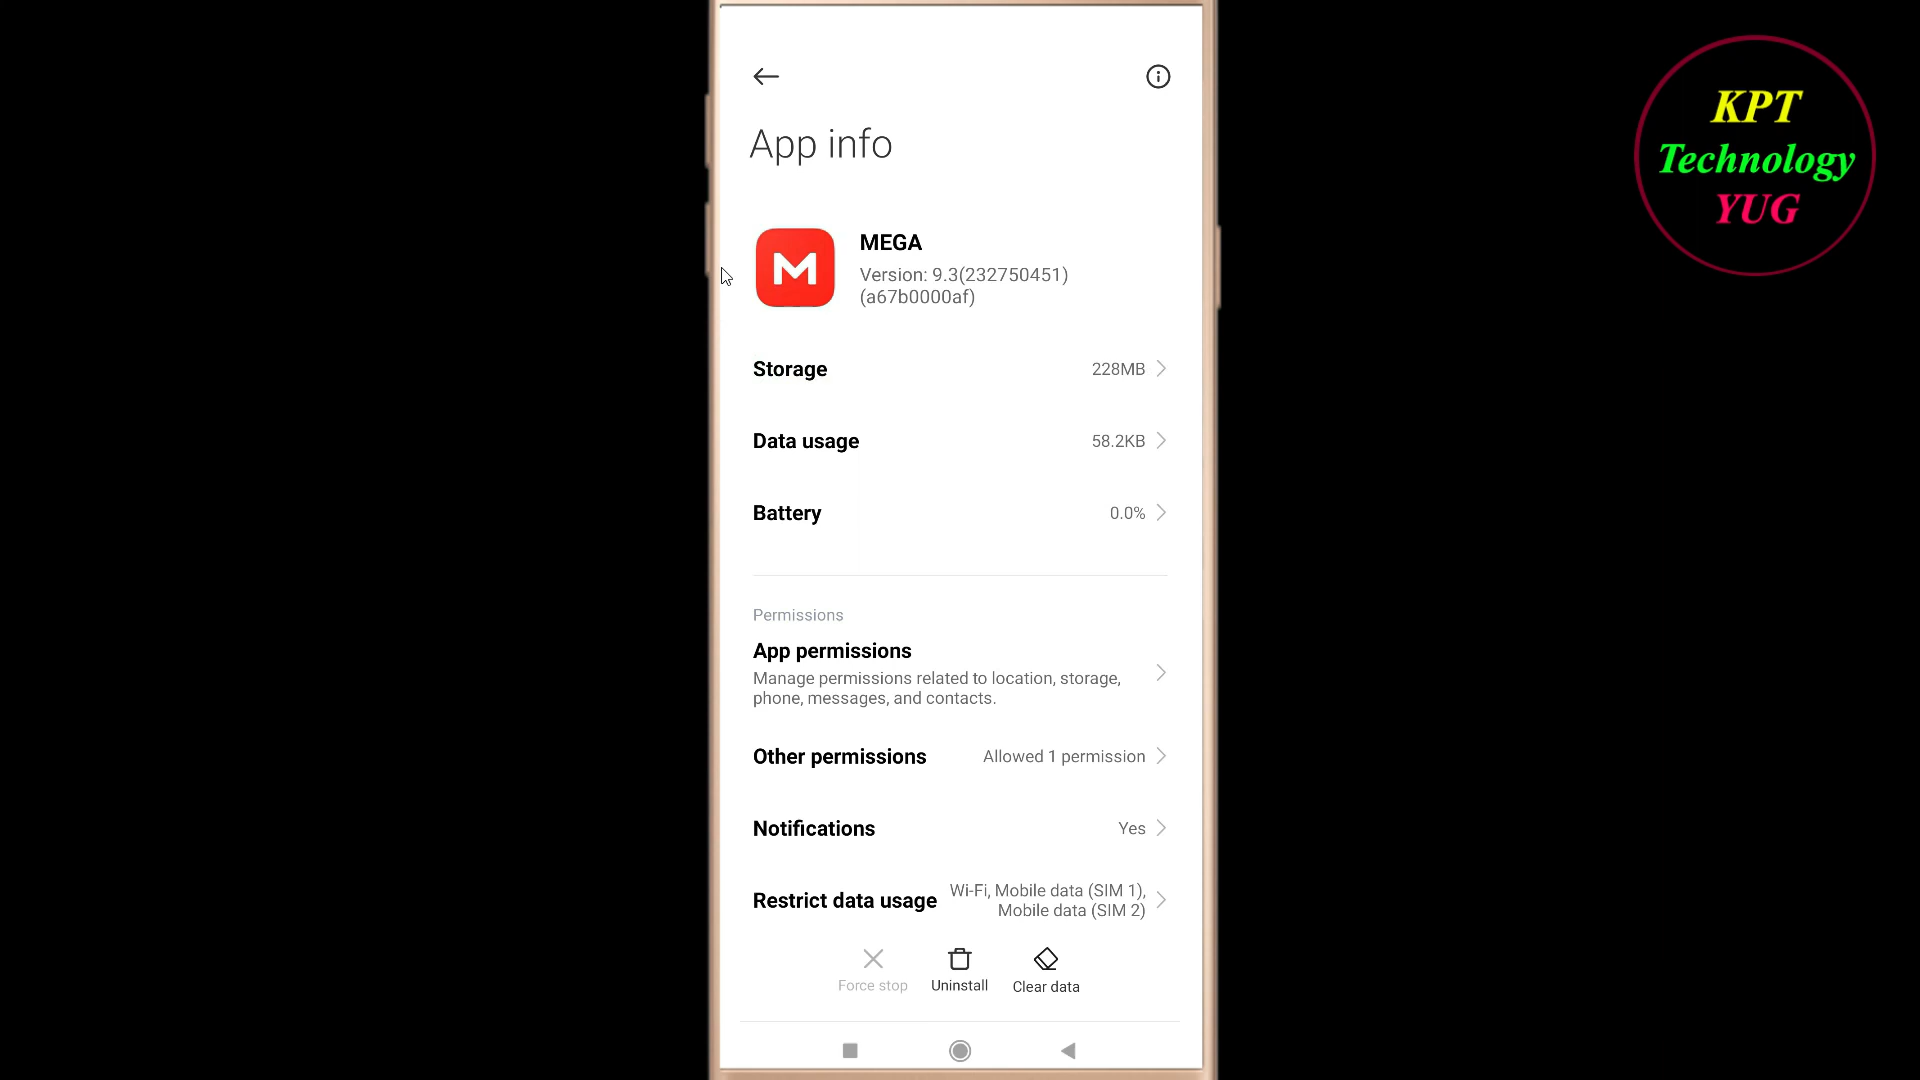 KPT
Technology
YUG
App info
MEGA
Version: 9.3(232750451)
(a67b0000af)
Storage 228MB
Data usage 58.2KB
Battery 0.0%
Permissions
App permissions
Manage permissions related to location, storage,
phone, messages, and contacts.
Other permissions Allowed 1 permission
Notifications Yes
Restrict data usage Wi-Fi, Mobile data (SIM 1),
Mobile data (SIM 2)
Force stop Uninstall Clear data